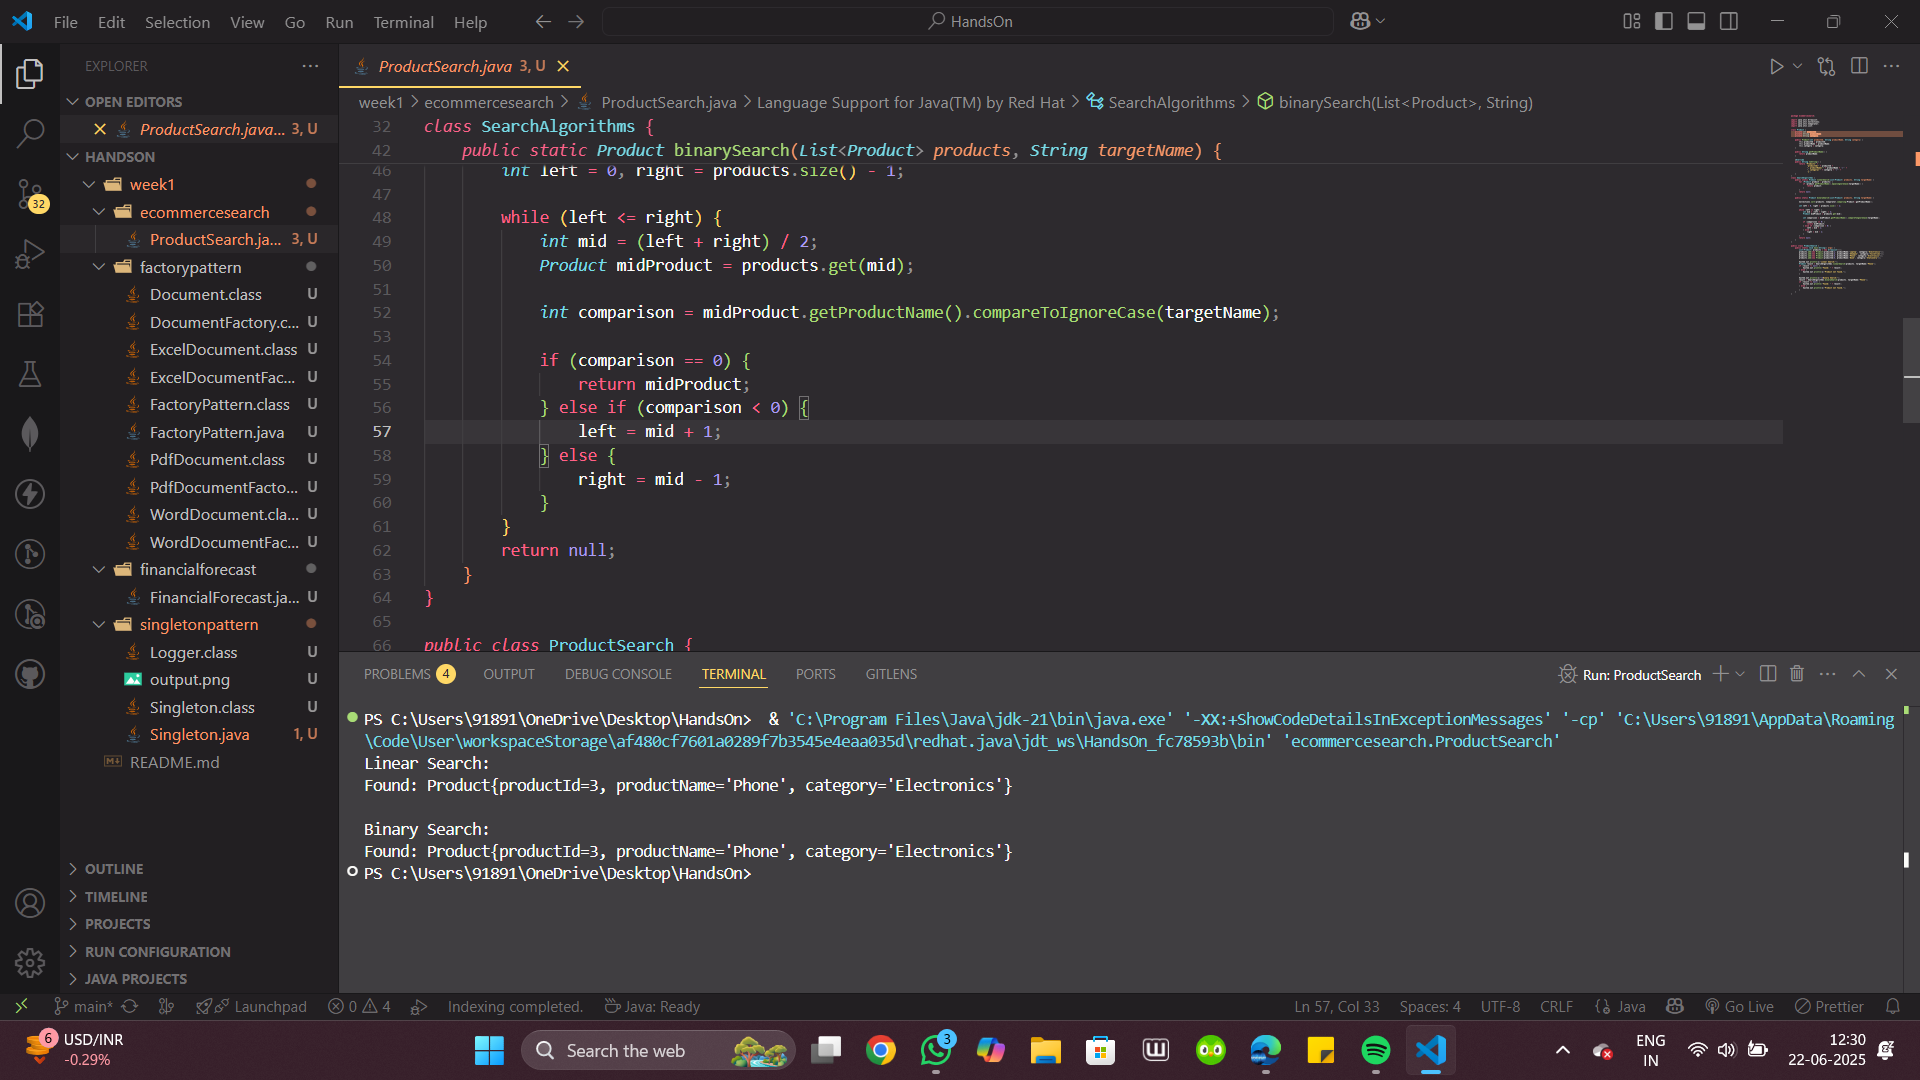 File Edit Selection View Go Run Terminal Help
HandsOn
EXPLORER
OPEN EDITORS
ProductSearch.java... 3, U
HANDSON
week1
ecommercesearch
ProductSearch.ja... 3, U
factorypattern
Document.class U
DocumentFactory.c... U
ExcelDocument.class U
ExcelDocumentFac... U
FactoryPattern.class U
FactoryPattern.java U
PdfDocument.class U
PdfDocumentFacto... U
WordDocument.cla... U
WordDocumentFac... U
financialforecast
FinancialForecast.ja... U
singletonpattern
Logger.class U
output.png U
Singleton.class U
Singleton.java 1, U
README.md
OUTLINE
TIMELINE
PROJECTS
RUN CONFIGURATION
JAVA PROJECTS
32
ProductSearch.java 3, U
week1 > ecommercesearch > ProductSearch.java > Language Support for Java(TM) by Red Hat > SearchAlgorithms > binarySearch(List<Product>, String)
32 class SearchAlgorithms {
42 public static Product binarySearch(List<Product> products, String targetName) {
46 int left = 0, right = products.size() - 1;
47
48 while (left <= right) {
49 int mid = (left + right) / 2;
50 Product midProduct = products.get(mid);
51
52 int comparison = midProduct.getProductName().compareToIgnoreCase(targetName);
53
54 if (comparison == 0) {
55 return midProduct;
56 } else if (comparison < 0) {
57 left = mid + 1;
58 } else {
59 right = mid - 1;
60 }
61 }
62 return null;
63 }
64 }
65
66 public class ProductSearch {
PROBLEMS 4 OUTPUT DEBUG CONSOLE TERMINAL PORTS GITLENS
Run: ProductSearch
PS C:\Users\91891\OneDrive\Desktop\HandsOn> & 'C:\Program Files\Java\jdk-21\bin\java.exe' '-XX:+ShowCodeDetailsInExceptionMessages' '-cp' 'C:\Users\91891\AppData\Roaming
\Code\User\workspaceStorage\af480cf7601a0289f7b3545e4eaa035d\redhat.java\jdt_ws\HandsOn_fc78593b\bin' 'ecommercesearch.ProductSearch'
Linear Search:
Found: Product{productId=3, productName='Phone', category='Electronics'}
Binary Search:
Found: Product{productId=3, productName='Phone', category='Electronics'}
PS C:\Users\91891\OneDrive\Desktop\HandsOn>
main* Launchpad 0 4 Indexing completed. Java: Ready
Ln 57, Col 33 Spaces: 4 UTF-8 CRLF {} Java Go Live Prettier
6 USD/INR
-0.29%
Search the web
3
ENG
IN
12:30
22-06-2025